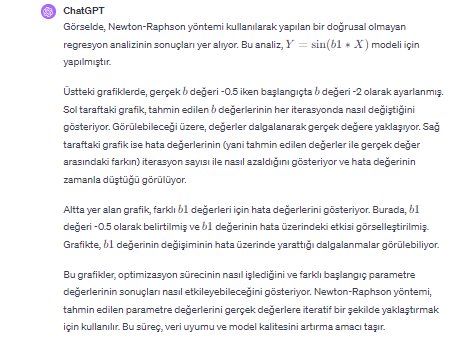 ChatGPT
Görselde, Newton-Raphson yöntemi kullanılarak yapılan bir doğrusal olmayan
regresyon analizinin sonuçları yer alıyor. Bu analiz, Y = sin(b1 * X) modeli için
yapılmıştır.
Üstteki grafiklerde, gerçek b değeri -0.5 iken başlangıçta b değeri -2 olarak ayarlanmış.
Sol taraftaki grafik, tahmin edilen b değerlerinin her iterasyonda nasıl değiştiğini
gösteriyor. Görülebileceği üzere, değerler dalgalanarak gerçek değere yaklaşıyor. Sağ
taraftaki grafik ise hata değerlerinin (yani tahmin edilen değerler ile gerçek değer
arasındaki farkın) iterasyon sayısı ile nasıl azaldığını gösteriyor ve hata değerinin
zamanla düştüğü görülüyor.
Altta yer alan grafik, farklı b1 değerleri için hata değerlerini gösteriyor. Burada, b1
değeri -0.5 olarak belirtilmiş ve b1 değerinin hata üzerindeki etkisi görselleştirilmiş.
Grafikte, b1 değerinin değişiminin hata üzerinde yarattığı dalgalanmalar görülebiliyor.
Bu grafikler, optimizasyon sürecinin nasıl işlediğini ve farklı başlangıç parametre
değerlerinin sonuçları nasıl etkileyebileceğini gösteriyor. Newton-Raphson yöntemi,
tahmin edilen parametre değerlerini gerçek değerlere iteratif bir şekilde yaklaştırmak
için kullanılır. Bu süreç, veri uyumu ve model kalitesini artırma amacı taşır.